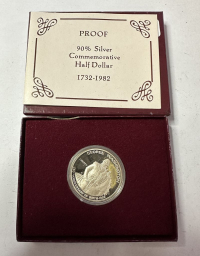 PROOF
90% Silver
Commemorative
Half Dollar
1732-1982